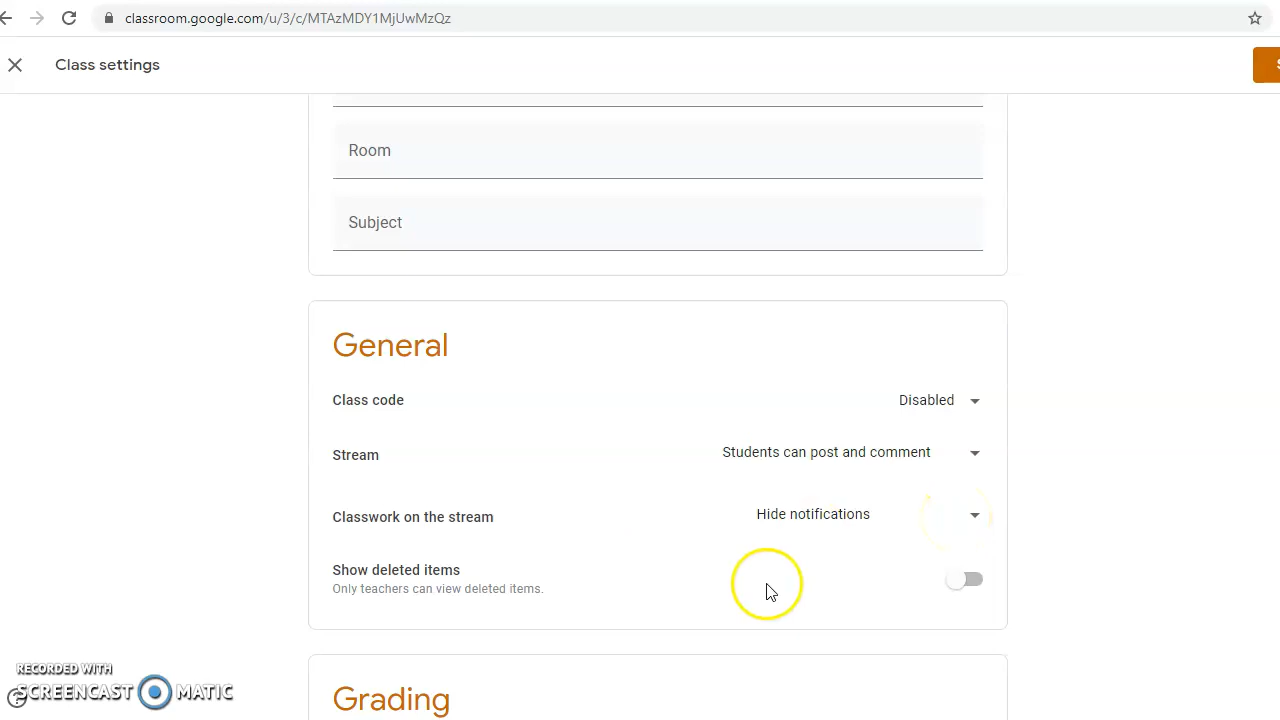 classroom.google.com/u/3/c/MTAzMDY1MjUwMzQz
Class settings
Room
Subject
General
Class code Disabled
Stream Students can post and comment
Classwork on the stream Hide notifications
Show deleted items
Only teachers can view deleted items.
Grading
RECORDED WITH
SCREENCAST MATIC